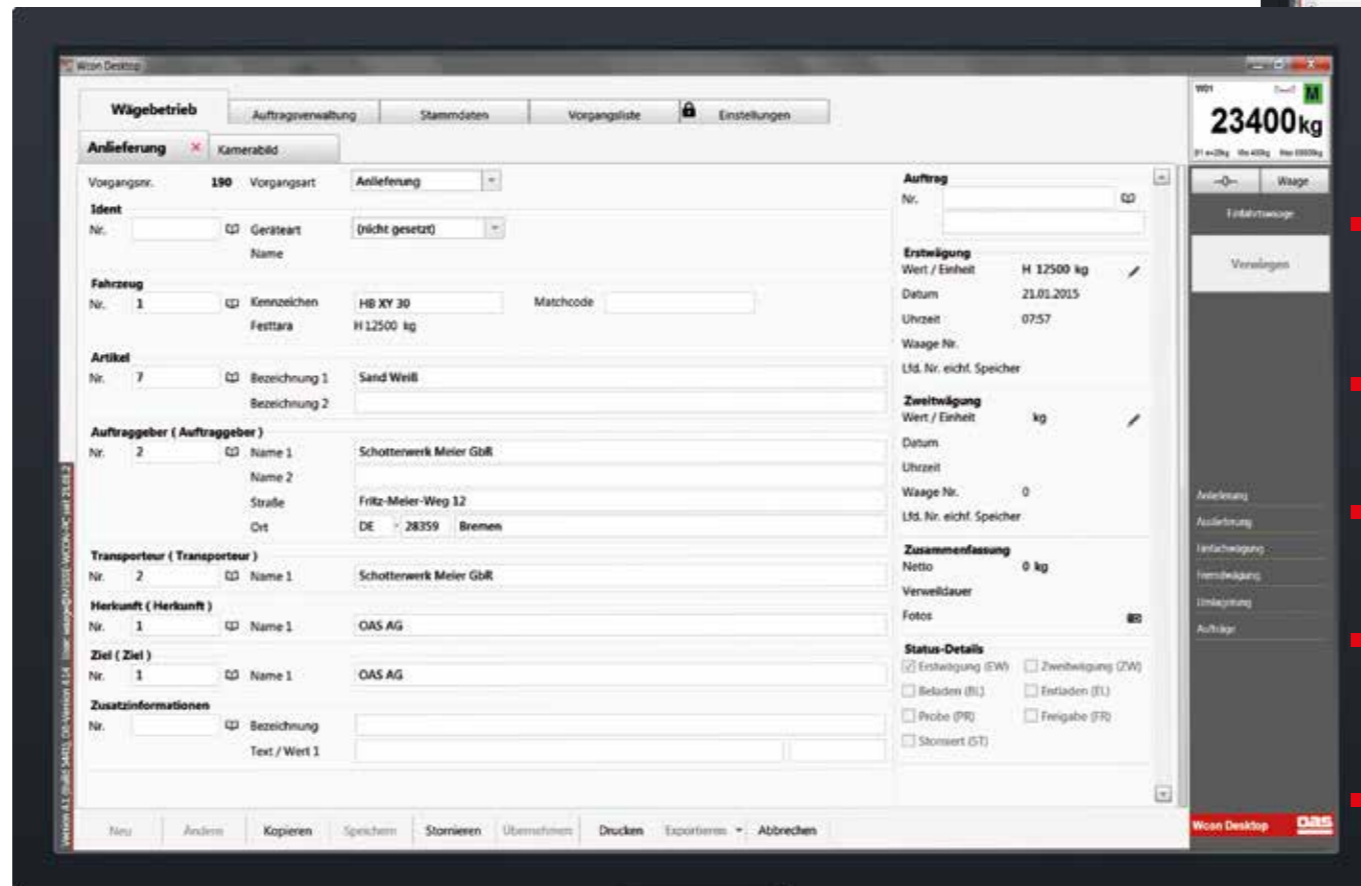 Wcon Desktop
Wägebetrieb Auftragsverwaltung Stammdaten Vorgangsliste Einstellungen
Anlieferung Kamerabild
Vorgangsnr. 190 Vorgangsart Anlieferung
Ident
Nr. Geräteart (nicht gesetzt)
Name
Fahrzeug
Nr. 1 Kennzeichen HB XY 30 Matchcode
Festtara H 12500 kg
Artikel
Nr. 7 Bezeichnung 1 Sand Weiß
Bezeichnung 2
Auftraggeber ( Auftraggeber )
Nr. 2 Name 1 Schotterwerk Meier GbR
Name 2
Straße Fritz-Meier-Weg 12
Ort DE 28359 Bremen
Transporteur ( Transporteur )
Nr. 2 Name 1 Schotterwerk Meier GbR
Herkunft ( Herkunft )
Nr. 1 Name 1 OAS AG
Ziel ( Ziel )
Nr. 1 Name 1 OAS AG
Zusatzinformationen
Nr. Bezeichnung
Text / Wert 1
Auftrag
Nr.
Erstwägung
Wert / Einheit H 12500 kg
Datum 21.01.2015
Uhrzeit 07:57
Waage Nr.
Lfd. Nr. eichf. Speicher
Zweitwägung
Wert / Einheit kg
Datum
Uhrzeit
Waage Nr. 0
Lfd. Nr. eichf. Speicher
Zusammenfassung
Netto 0 kg
Verweildauer
Fotos
Status-Details
Erstwägung (EW) Zweitwägung (ZW)
Beladen (BL) Entladen (EL)
Probe (PR) Freigabe (FR)
Storniert (ST)
Neu Ändern Kopieren Speichern Stornieren Übernehmen Drucken Exportieren Abbrechen
W01 M
23400 kg
-0- Waage
Einfahrtswaage
Verwiegen
Anlieferung
Auslieferung
Einfachwägung
Fremdwägung
Umlagerung
Aufträge
Wcon Desktop oas